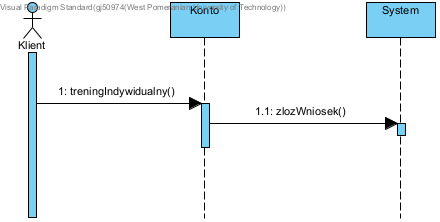 Visual Paradigm Standard(gj50974(West Pomeranian University of Technology))
Klient
Konto
System
1: treningIndywidualny()
1.1: zlozWniosek()